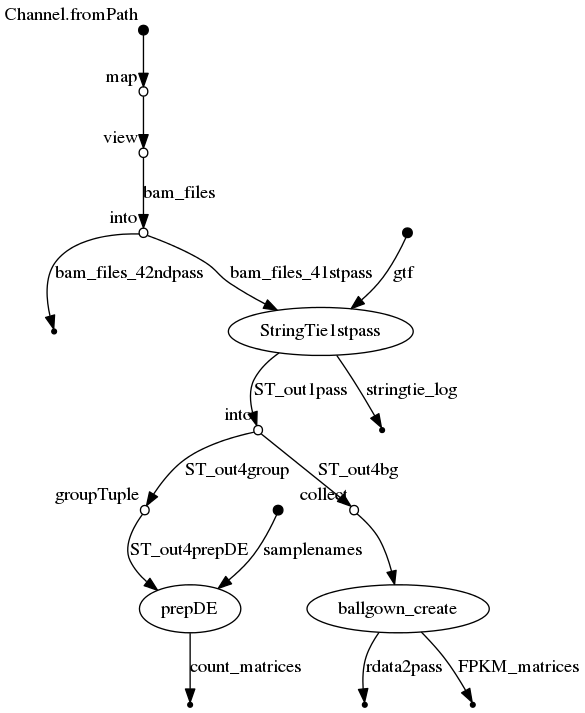 Channel.fromPath
map
view
bam_files
into
bam_files_42ndpass
bam_files_41stpass
gtf
StringTie1stpass
ST_out1pass
stringtie_log
into
ST_out4group
ST_out4bg
groupTuple
collect
ST_out4prepDE
samplenames
prepDE
ballgown_create
count_matrices
rdata2pass
FPKM_matrices